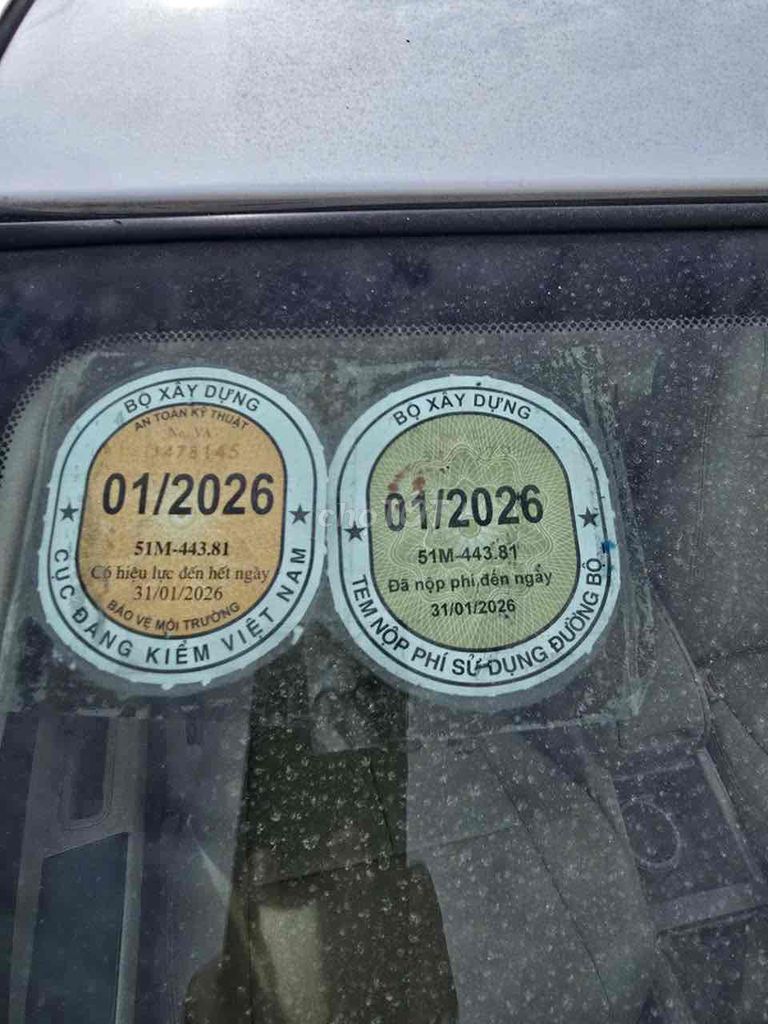 BỘ XÂY DỰNG
AN TOÀN KỸ THUẬT
01/2026
51M-443.81
Có hiệu lực đến hết ngày
31/01/2026
BẢO VỆ MÔI TRƯỜNG
CỤC ĐĂNG KIỂM VIỆT NAM
BỘ XÂY DỰNG
01/2026
51M-443.81
Đã nộp phí đến ngày
31/01/2026
TEM NỘP PHÍ SỬ DỤNG ĐƯỜNG BỘ